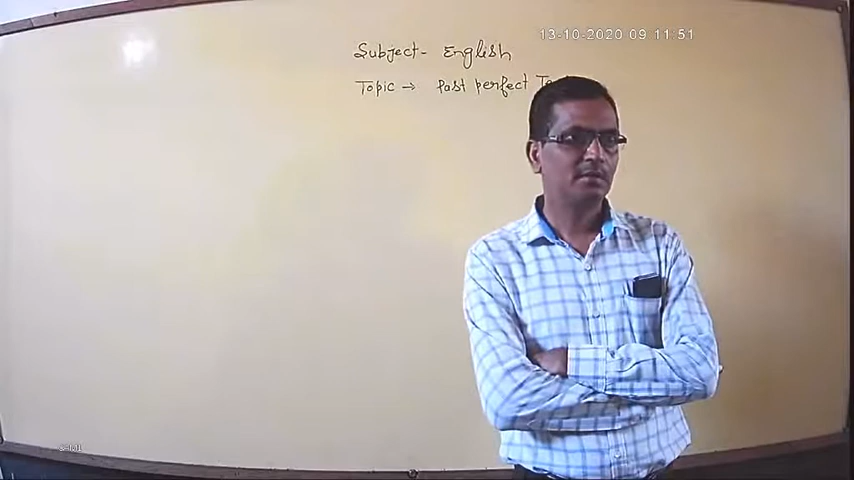 13-10-2020 09:11:51
Subject- English
Topic → Past perfect